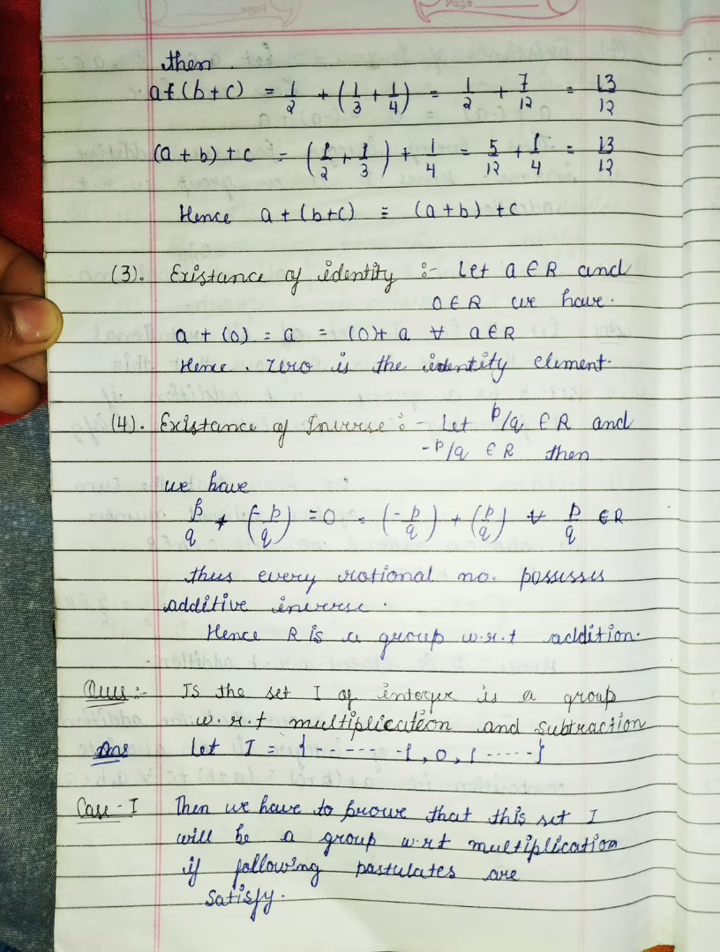 then
a+(b+c) = 1/2 + (1/3 + 1/4) = 1/2 + 7/12 = 13/12
(a+b)+c = (1/2 + 1/3) + 1/4 = 5/12 + 1/4 = 13/12
Hence a+(b+c) = (a+b)+c
(3). Existance of identity :- Let a ∈ R and
0 ∈ R we have.
a + (0) = a = (0)+ a ∀ a ∈ R
Hence. zero is the identity element.
(4). Existance of Inverse :- Let p/q ∈ R and
-p/q ∈ R then
we have
p/q + (-p/q) = 0 = (-p/q) + (p/q) ∀ p/q ∈ R
thus every rational no. possesses
additive inverse.
Hence R is a group w.r.t addition.
Ques:- Is the set I of integer is a group
w.r.t multiplication and subtraction
Ans Let I = {------ -1, 0, 1 -----}
Case-I Then we have to prove that this set I
will be a group w.r.t multiplication
if following postulates are
satisfy.